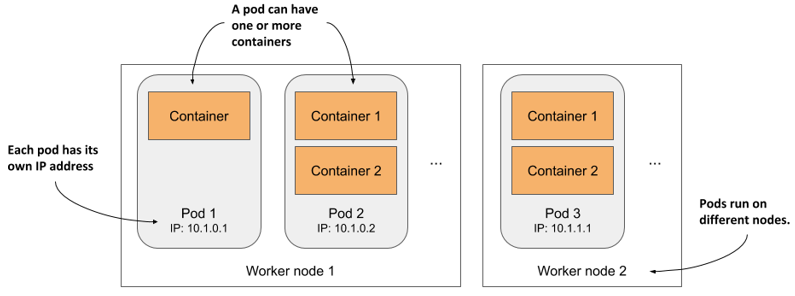 A pod can have
one or more
containers
Each pod has its
own IP address
Container
Pod 1
IP: 10.1.0.1
Container 1
Container 2
Pod 2
IP: 10.1.0.2
...
Worker node 1
Container 1
Container 2
Pod 3
IP: 10.1.1.1
...
Worker node 2
Pods run on
different nodes.